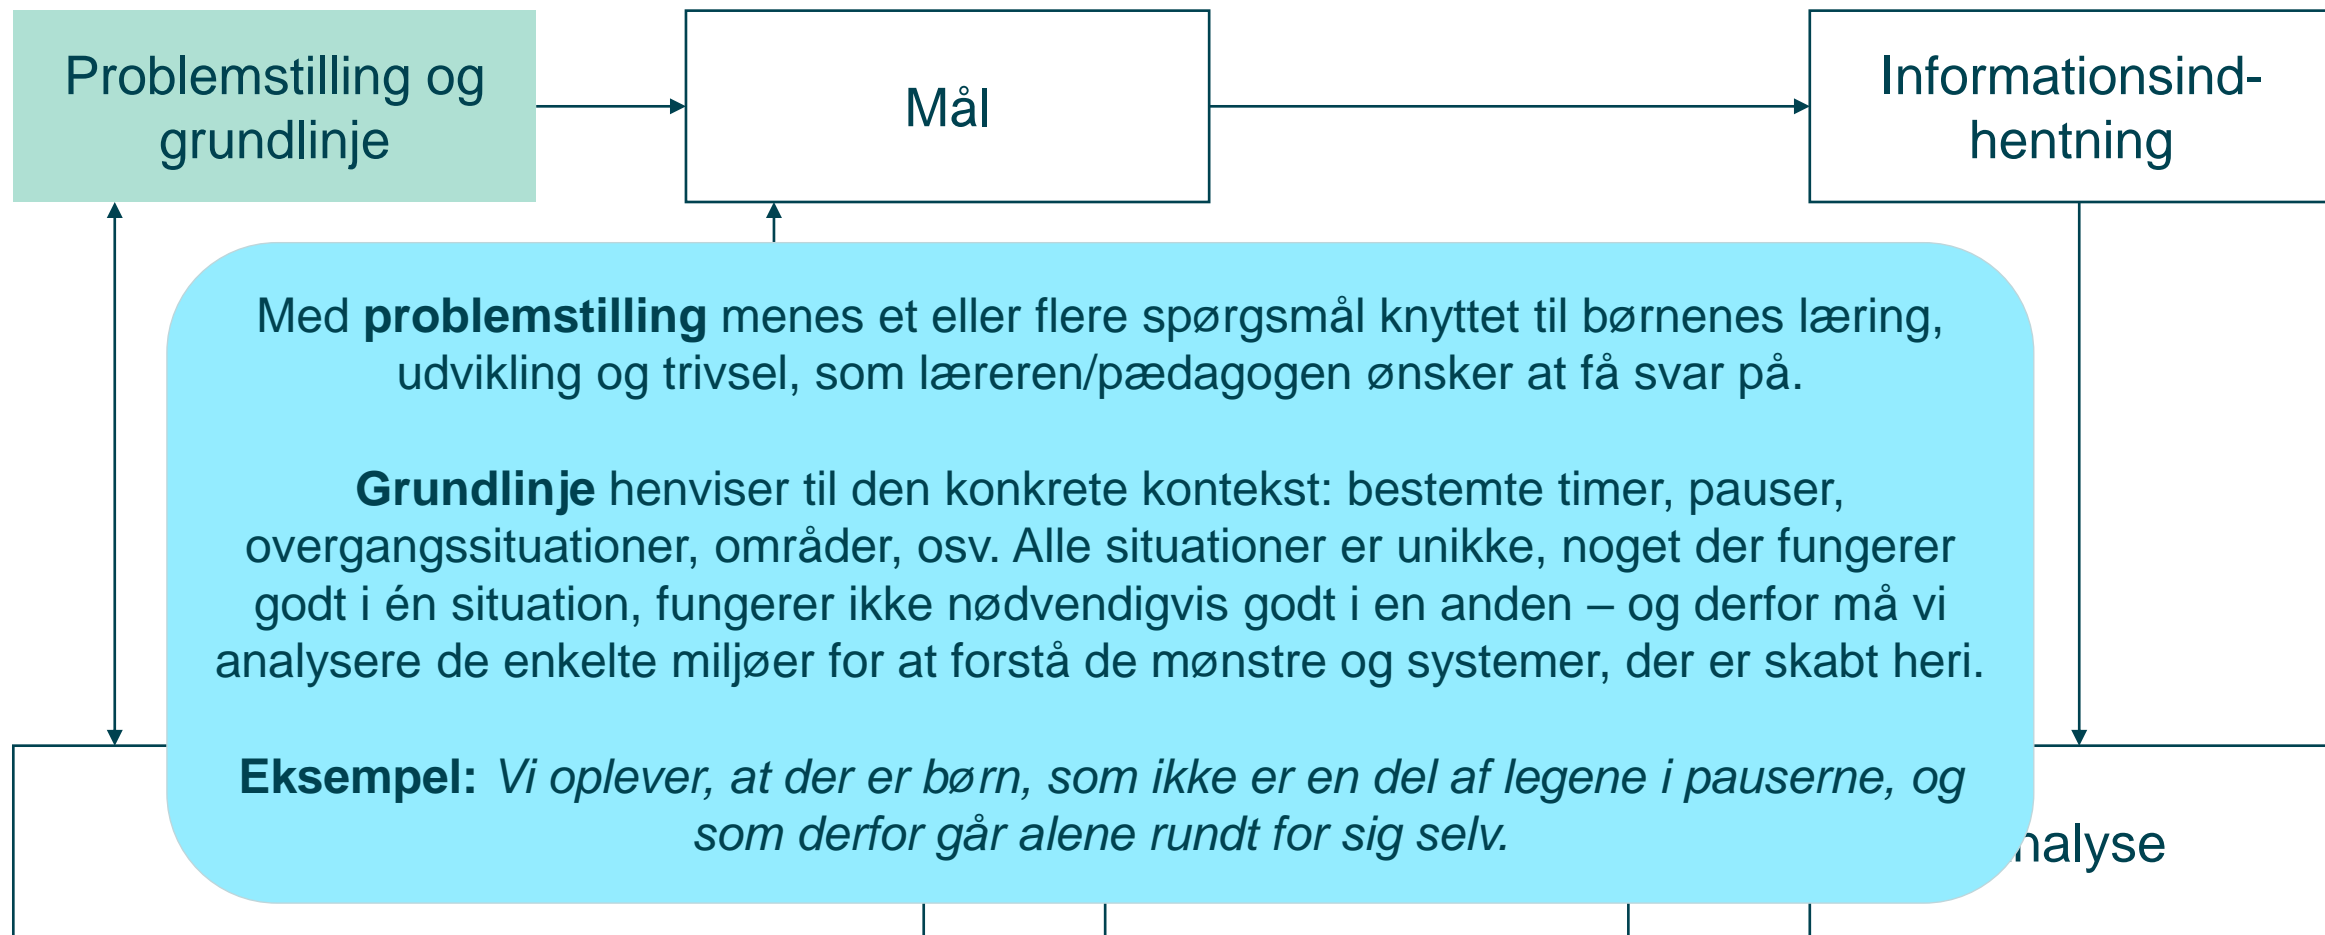 Problemstilling og
grundlinje
Mål
Informationsind-
hentning
Med problemstilling menes et eller flere spørgsmål knyttet til børnenes læring,
udvikling og trivsel, som læreren/pædagogen ønsker at få svar på.
Grundlinje henviser til den konkrete kontekst: bestemte timer, pauser,
overgangssituationer, områder, osv. Alle situationer er unikke, noget der fungerer
godt i én situation, fungerer ikke nødvendigvis godt i en anden – og derfor må vi
analysere de enkelte miljøer for at forstå de mønstre og systemer, der er skabt heri.
Eksempel: Vi oplever, at der er børn, som ikke er en del af legene i pauserne, og
som derfor går alene rundt for sig selv.
nalyse